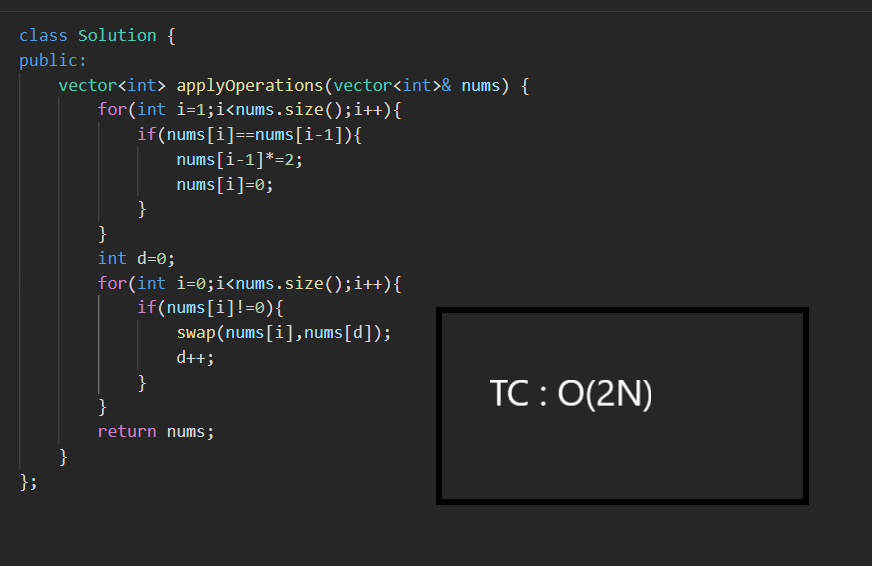 class Solution {
public:
    vector<int> applyOperations(vector<int>& nums) {
        for(int i=1;i<nums.size();i++){
            if(nums[i]==nums[i-1]){
                nums[i-1]*=2;
                nums[i]=0;
            }
        }
        int d=0;
        for(int i=0;i<nums.size();i++){
            if(nums[i]!=0){
                swap(nums[i],nums[d]);
                d++;
            }
        }
        return nums;
    }
};
TC : O(2N)